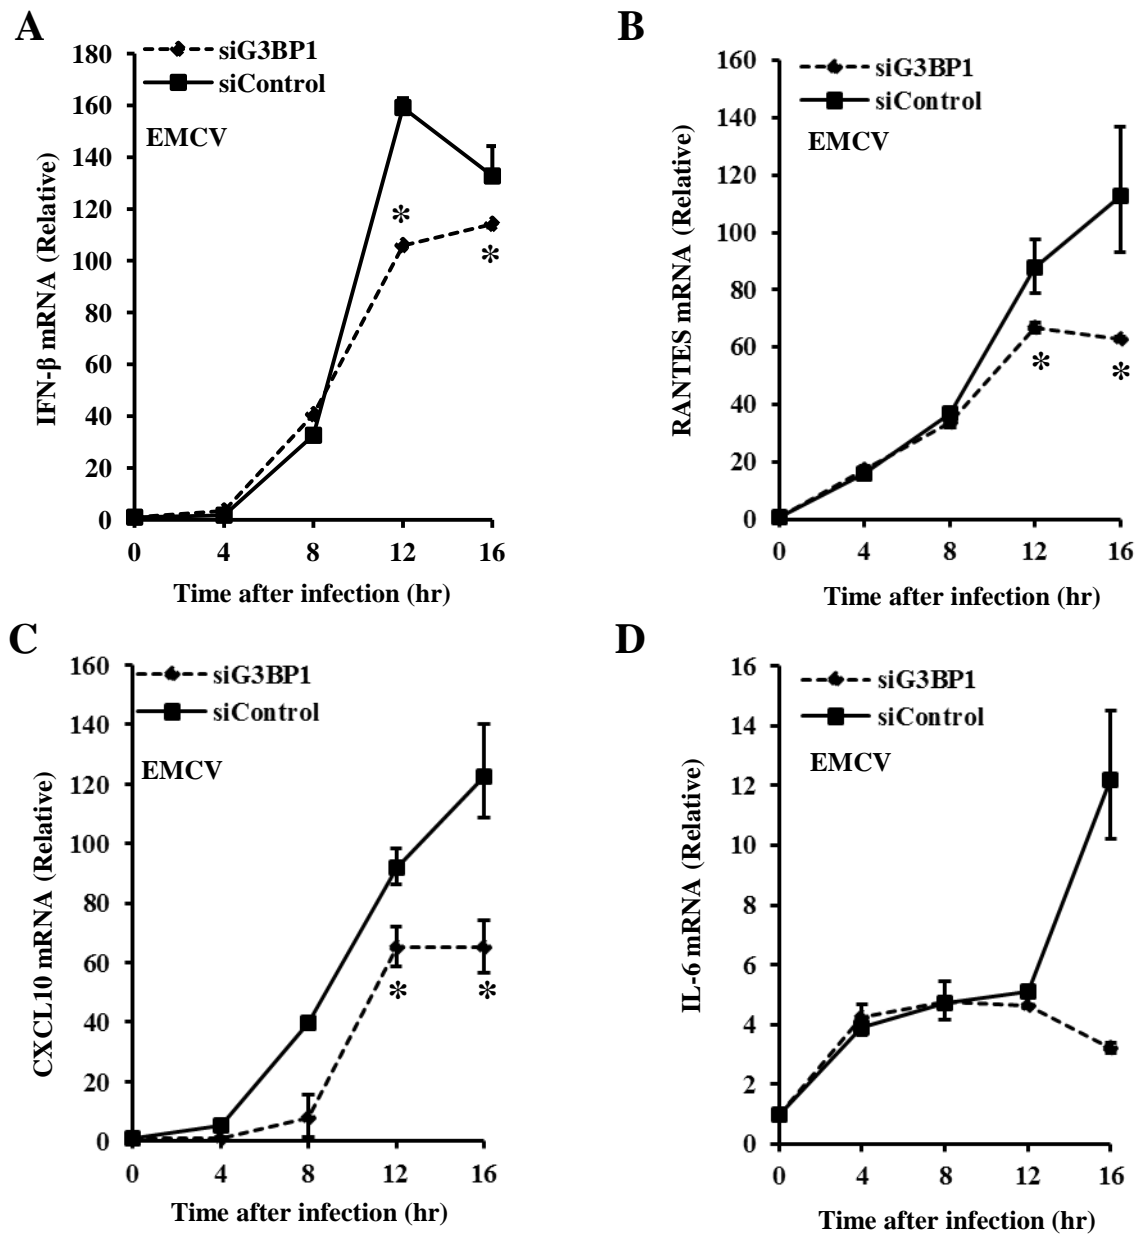 A
siG3BP1
siControl
EMCV
IFN-β mRNA (Relative)
180
160
140
120
100
80
60
40
20
0
0 4 8 12 16
*
*
Time after infection (hr)
B
siG3BP1
siControl
EMCV
RANTES mRNA (Relative)
160
140
120
100
80
60
40
20
0
0 4 8 12 16
*
*
Time after infection (hr)
C
siG3BP1
siControl
EMCV
CXCL10 mRNA (Relative)
160
140
120
100
80
60
40
20
0
0 4 8 12 16
*
*
Time after infection (hr)
D
siG3BP1
siControl
EMCV
IL-6 mRNA (Relative)
16
14
12
10
8
6
4
2
0
0 4 8 12 16
Time after infection (hr)